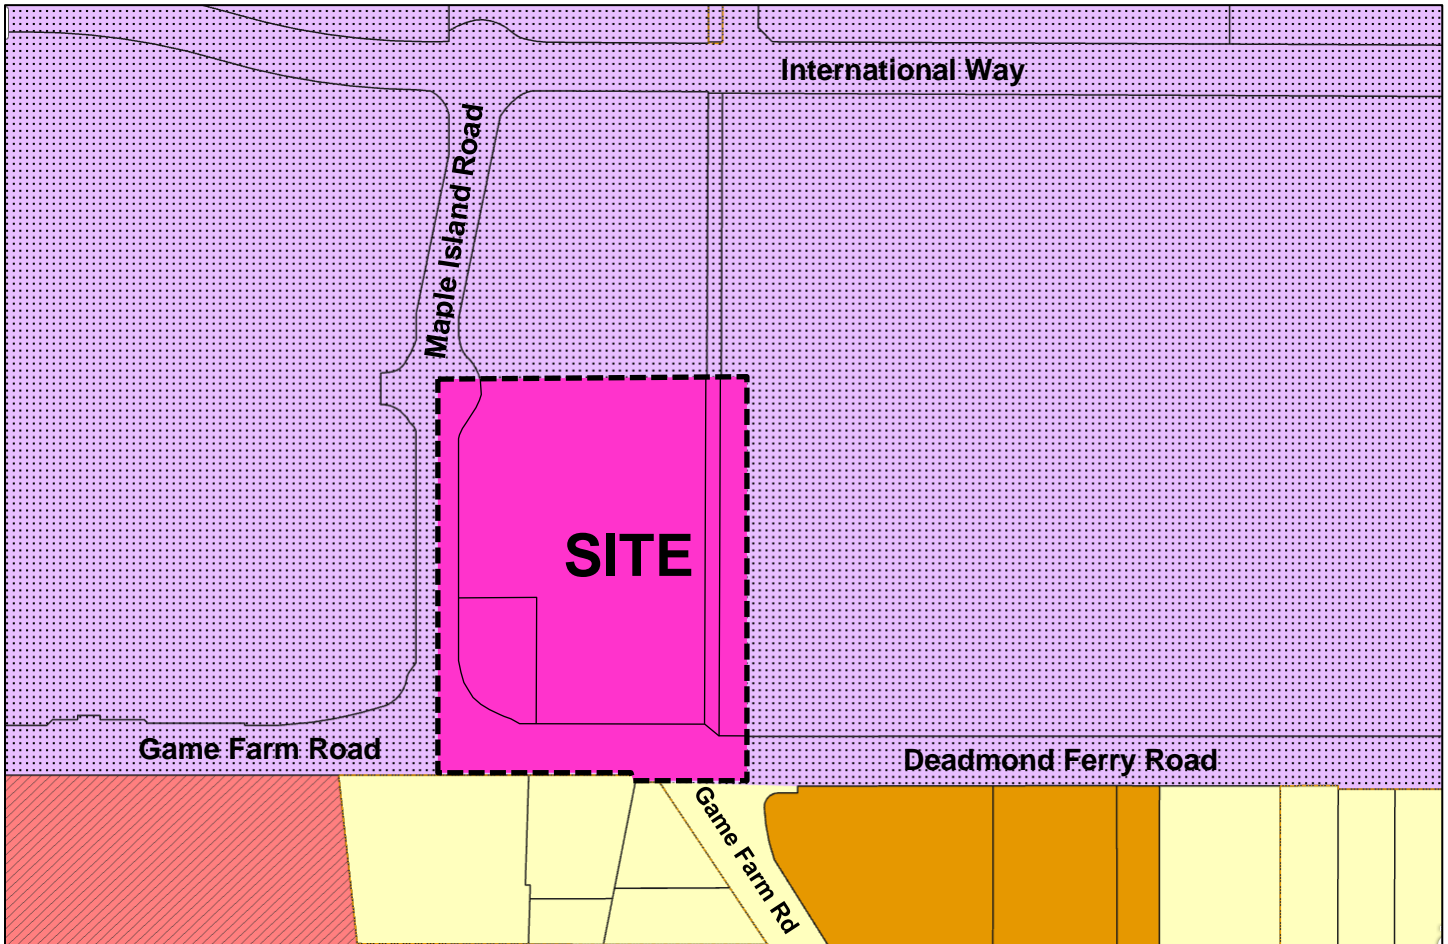 International Way
Maple Island Road
SITE
Game Farm Road
Deadmond Ferry Road
Game Farm Rd